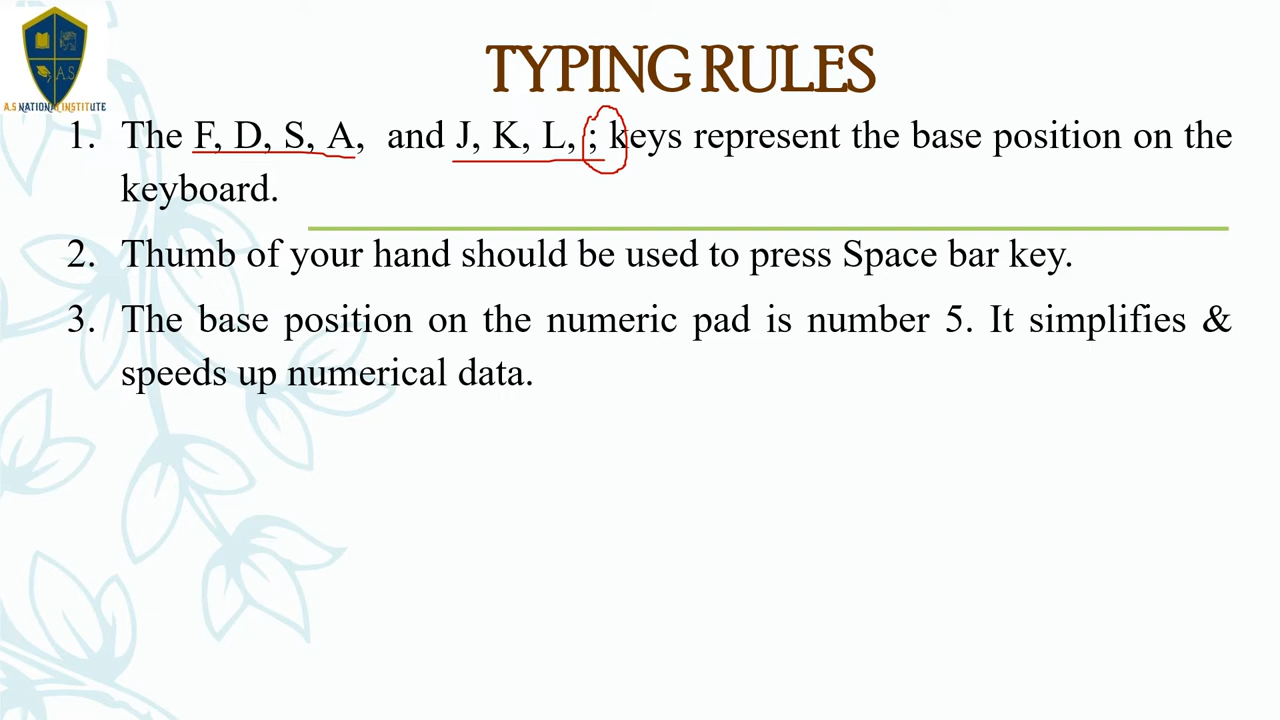 A.S
A.S NATIONAL INSTITUTE
TYPING RULES
1. The F, D, S, A, and J, K, L, ; keys represent the base position on the
keyboard.
2. Thumb of your hand should be used to press Space bar key.
3. The base position on the numeric pad is number 5. It simplifies &
speeds up numerical data.